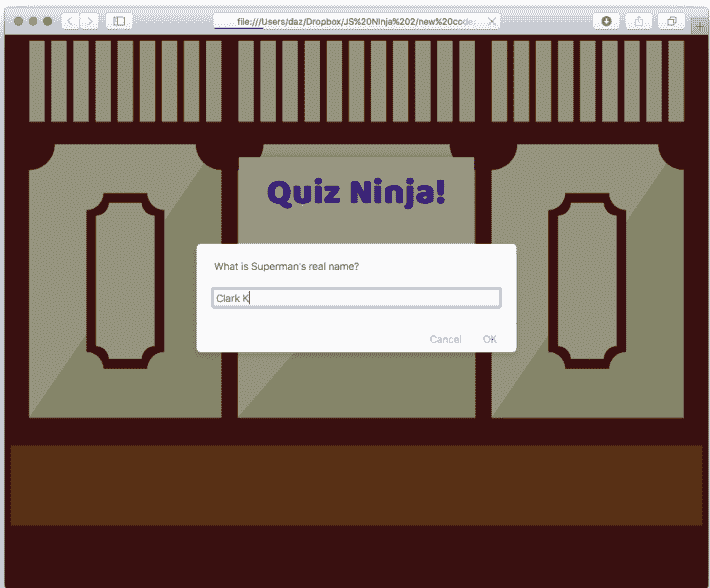 file:///Users/daz/Dropbox/JS%20Ninja%202/new%20code
Quiz Ninja!
What is Superman's real name?
Clark K
Cancel
OK